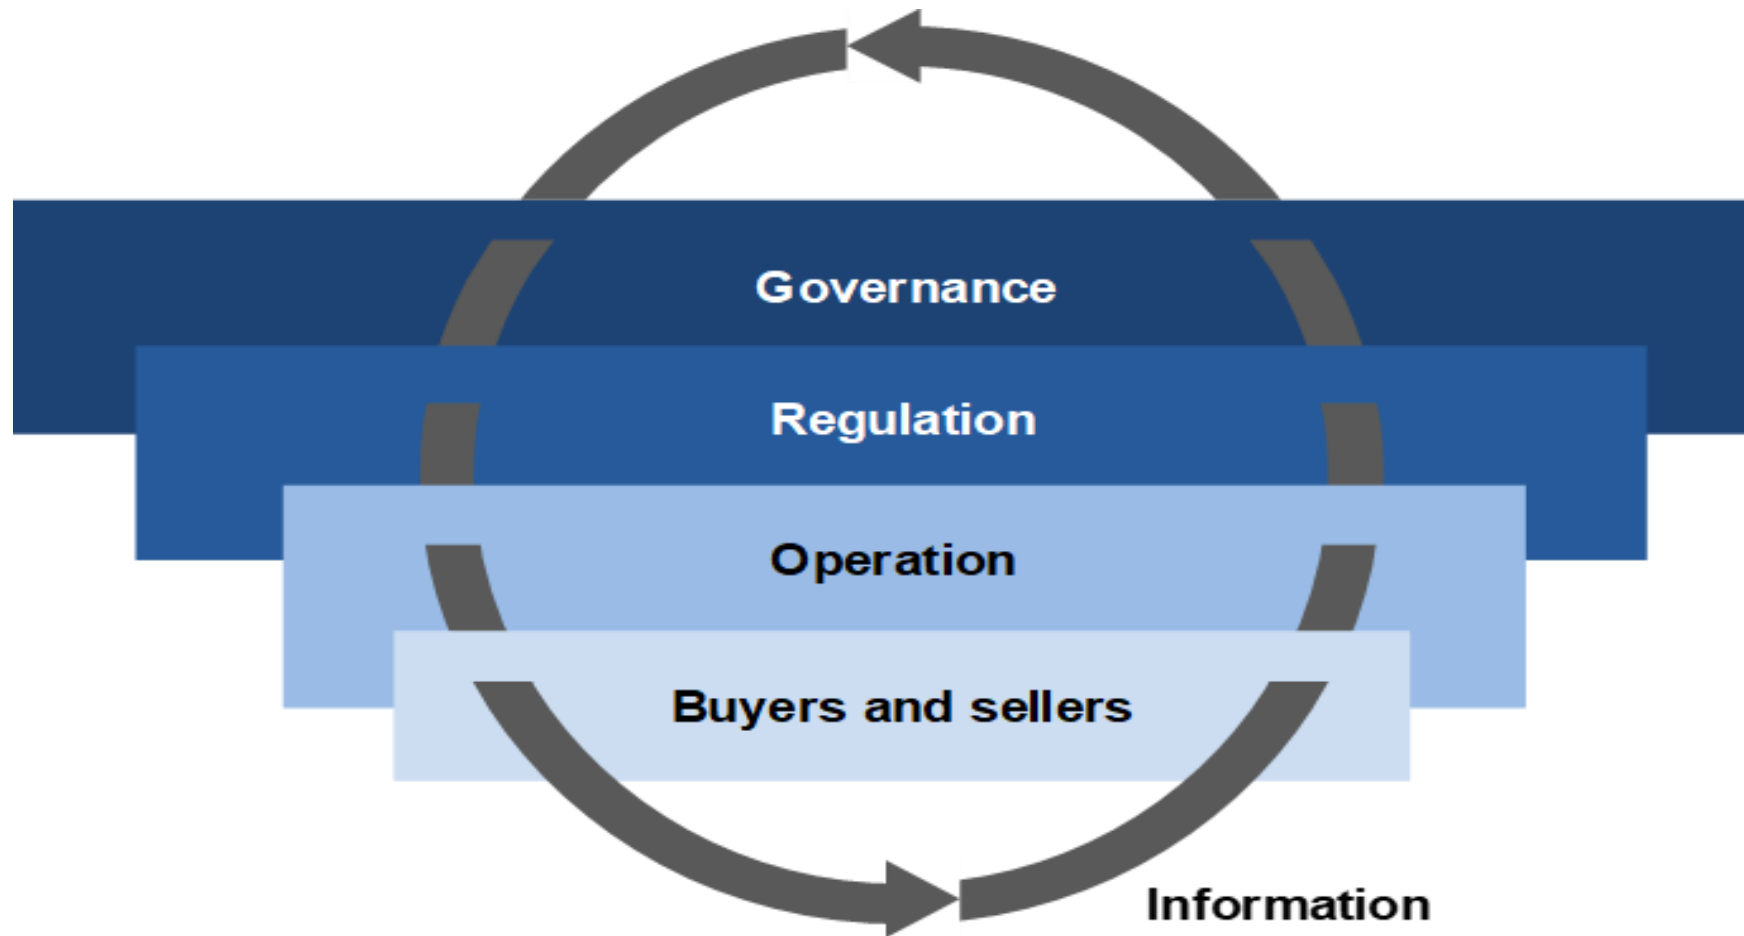 Governance
Regulation
Operation
Buyers and sellers
Information